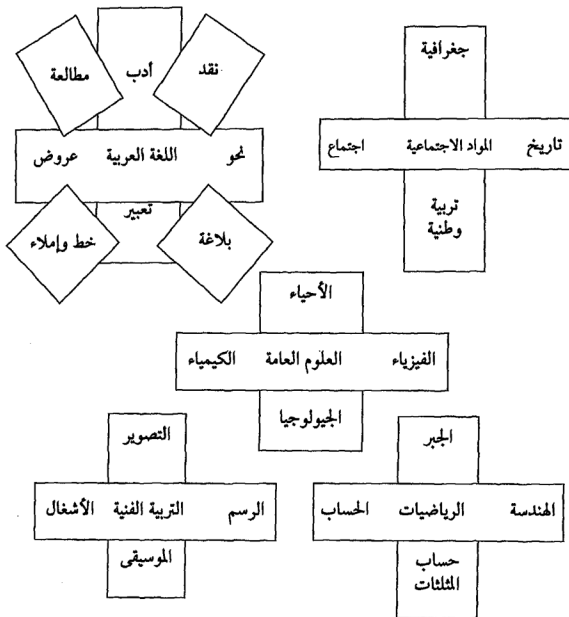 نقد
أدب
مطالعة
نحو
اللغة العربية
عروض
تعبير
بلاغة
خط وإملاء
جغرافية
تاريخ
المواد الاجتماعية
اجتماع
تربية
وطنية
الأحياء
الفيزياء
العلوم العامة
الكيمياء
الجيولوجيا
الجبر
الهندسة
الرياضيات
الحساب
حساب
المثلثات
التصوير
الرسم
التربية الفنية
الأشغال
الموسيقى